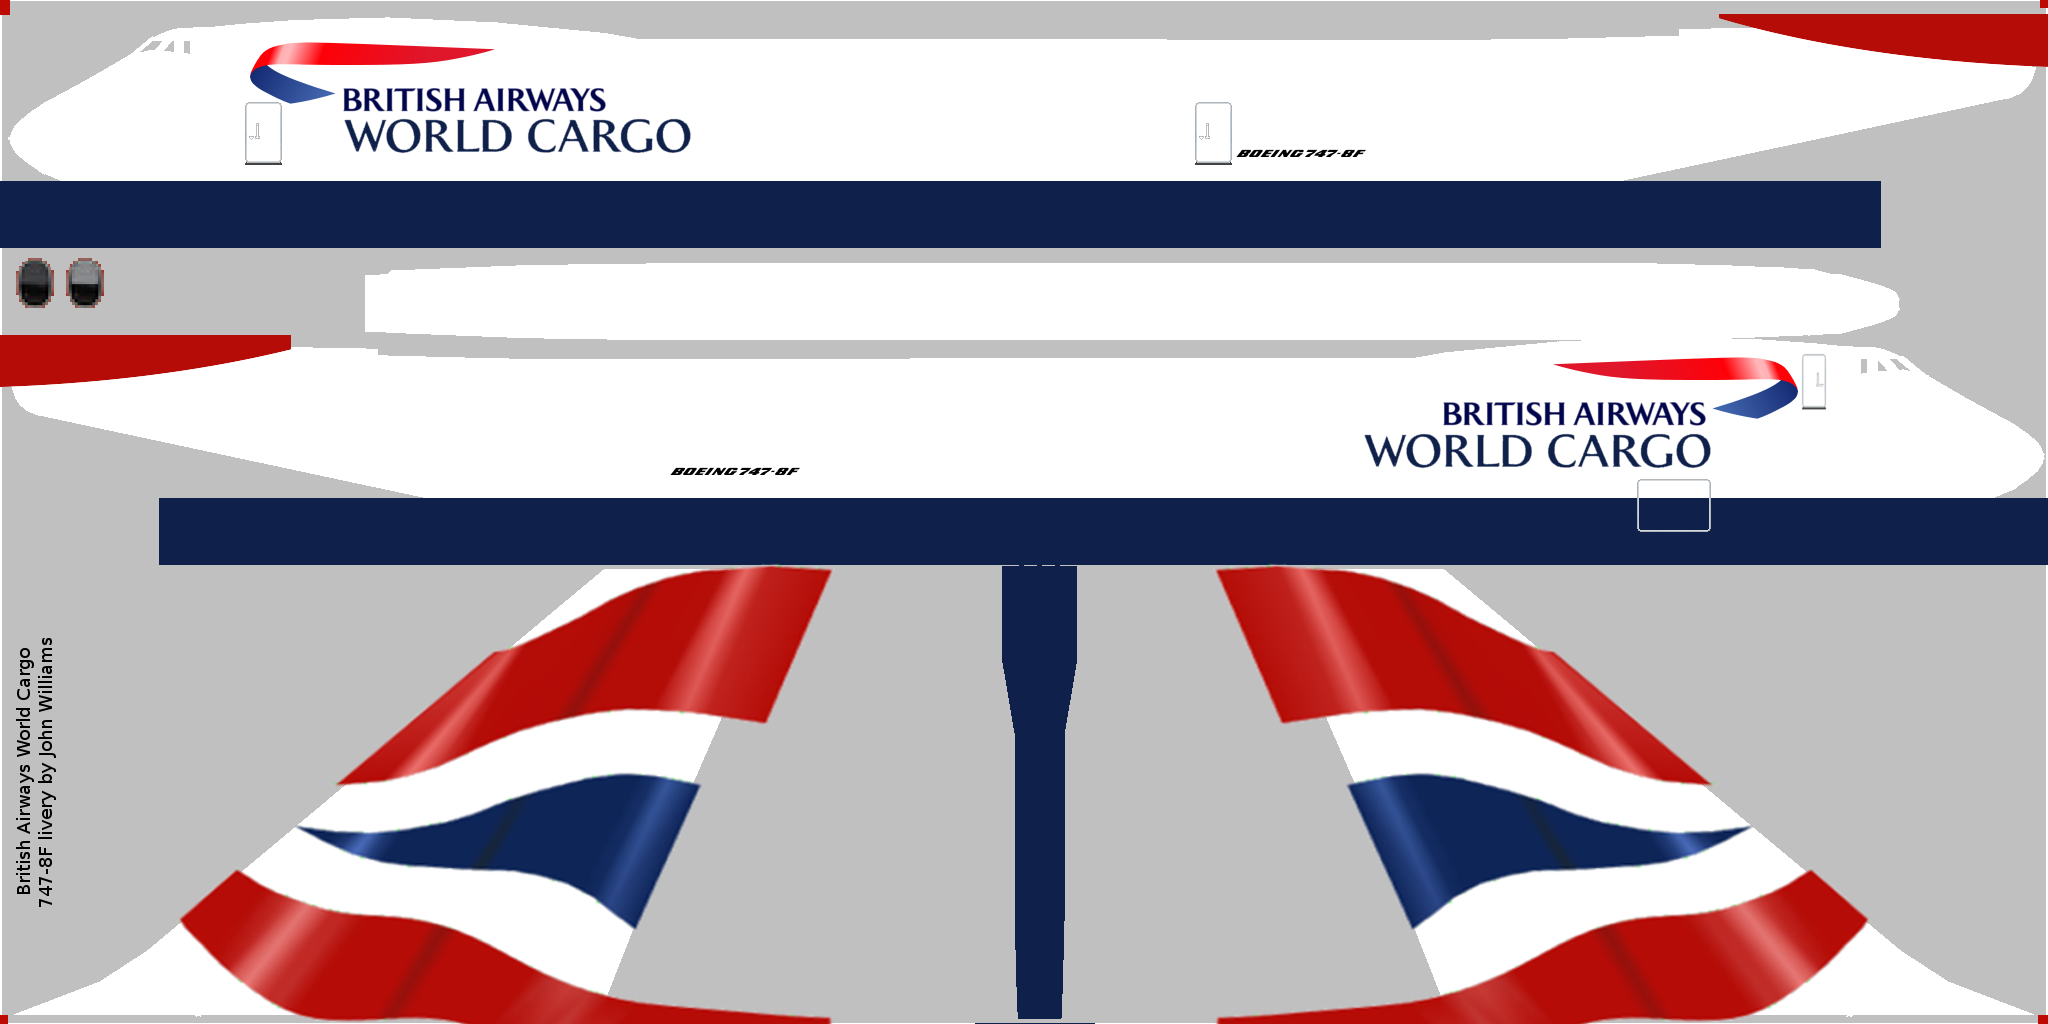 BRITISH AIRWAYS
WORLD CARGO
BOEING 747-8F
BRITISH AIRWAYS
WORLD CARGO
BOEING 747-8F
British Airways World Cargo
747-8F livery by John Williams